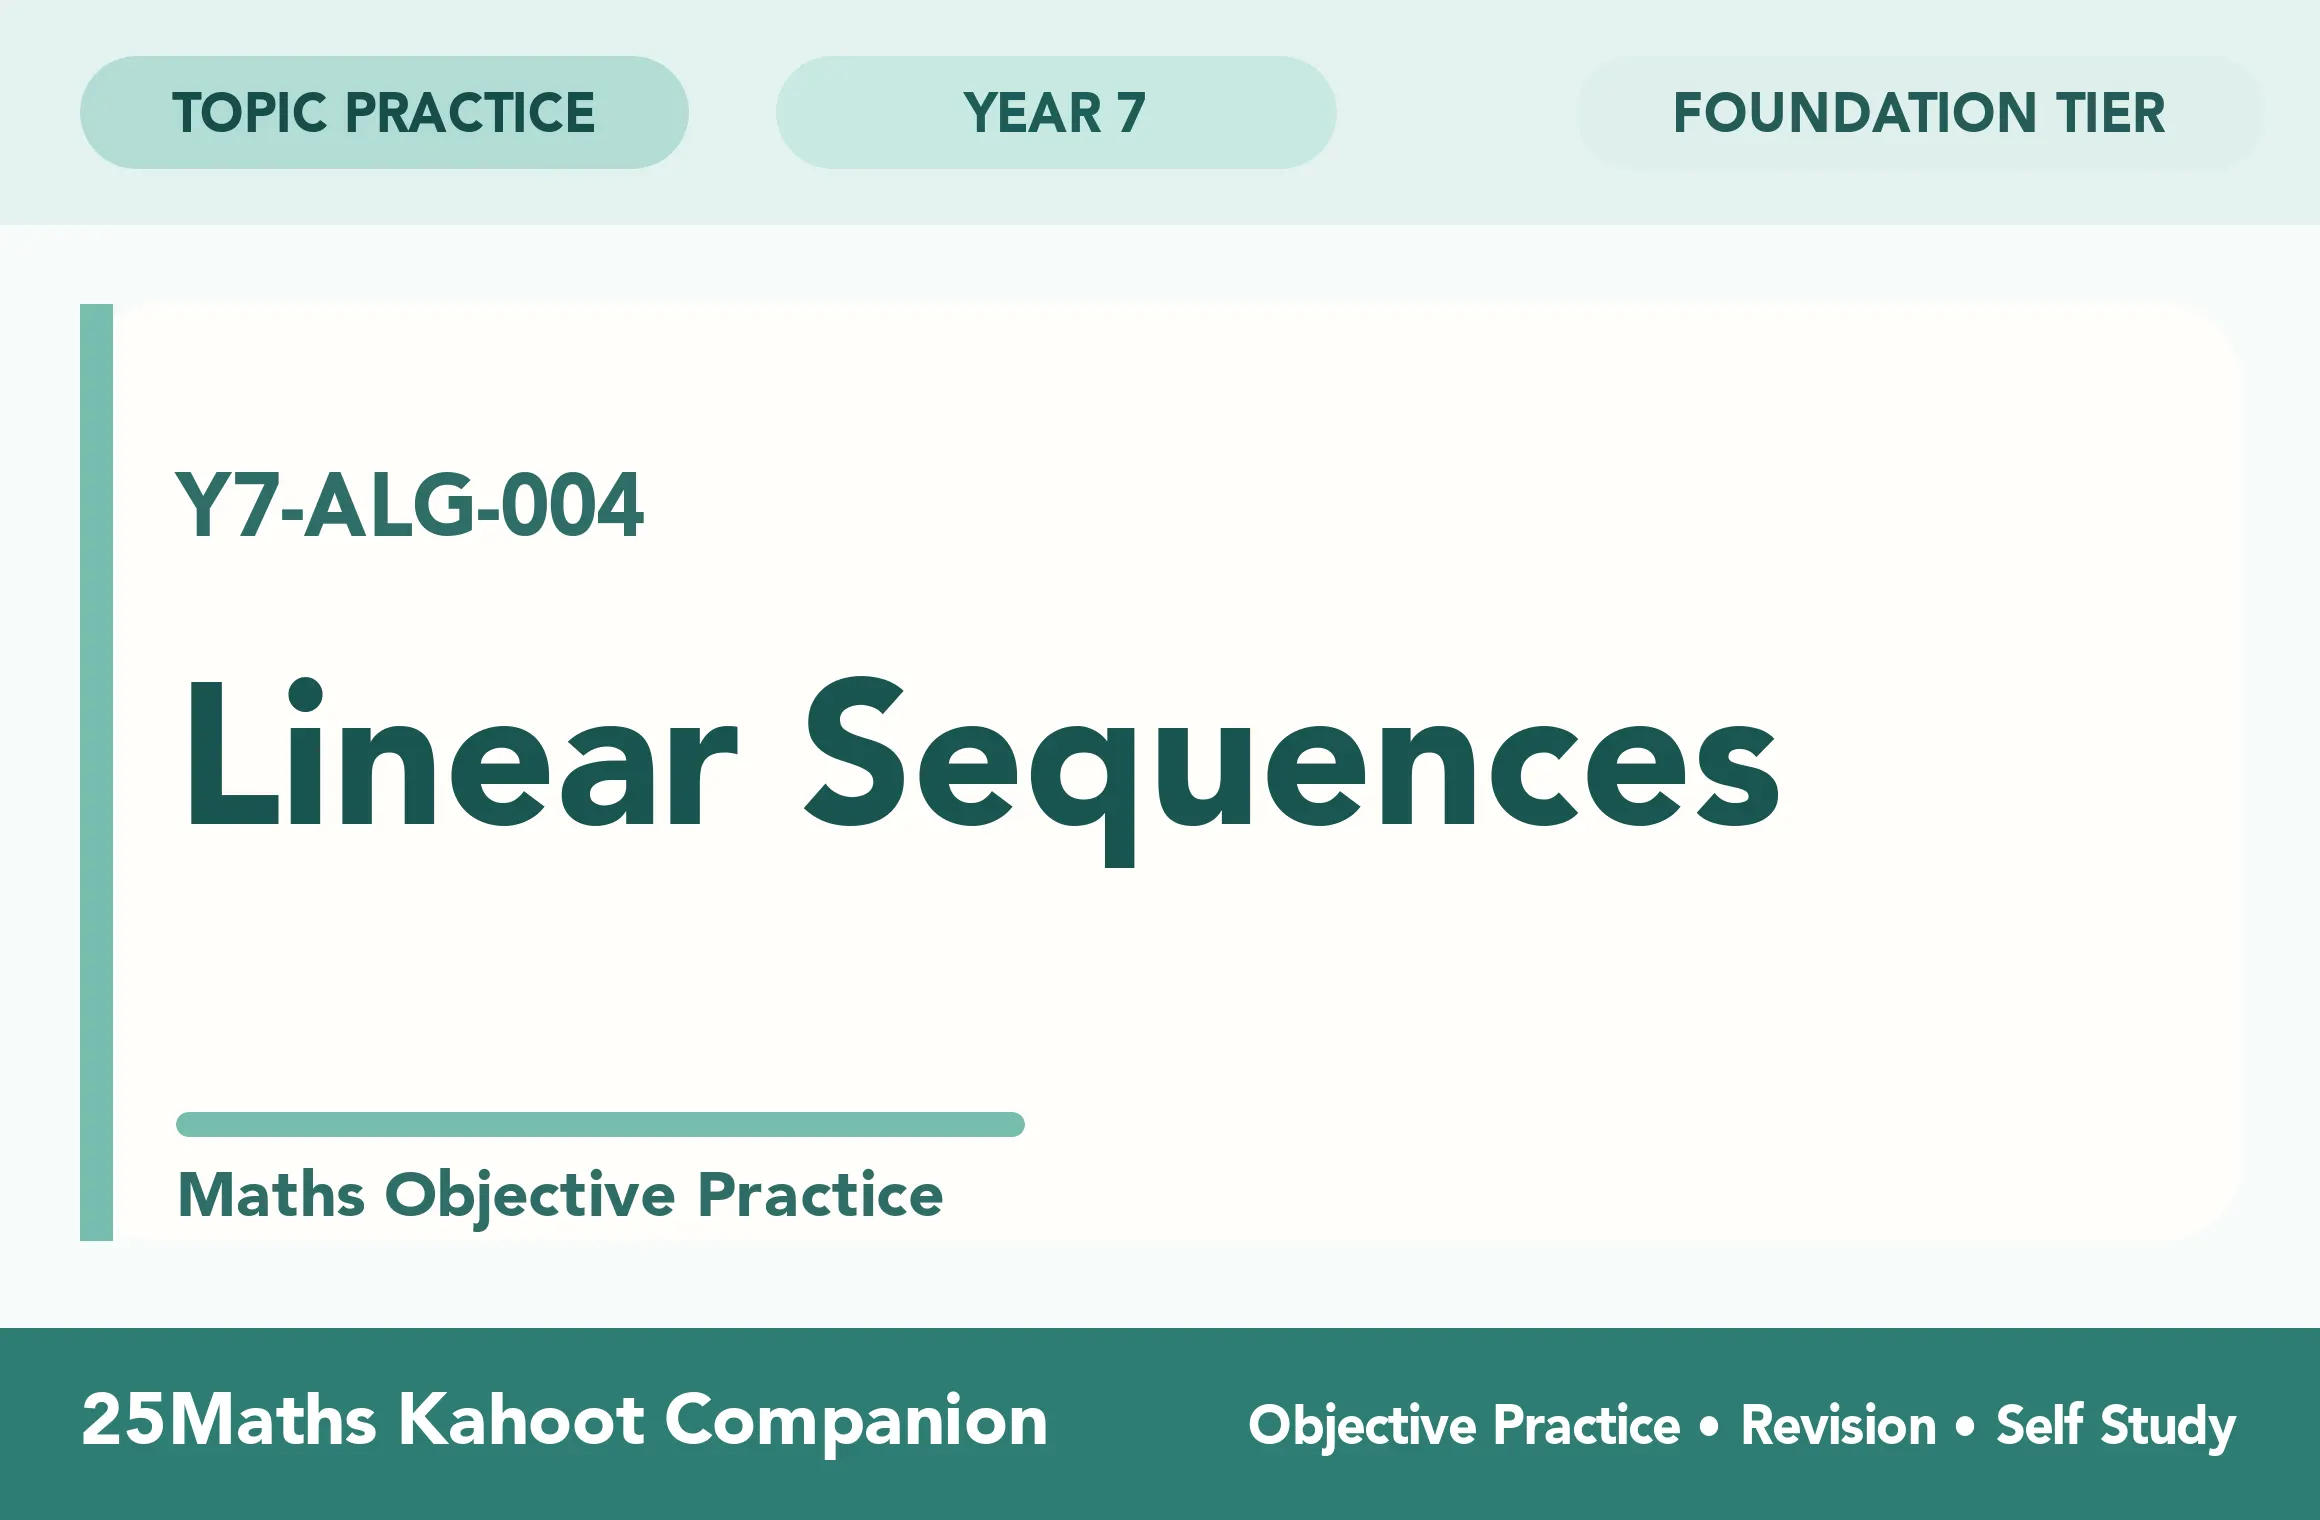 TOPIC PRACTICE
YEAR 7
FOUNDATION TIER
Y7-ALG-004
Linear Sequences
Maths Objective Practice
25Maths Kahoot Companion
Objective Practice • Revision • Self Study